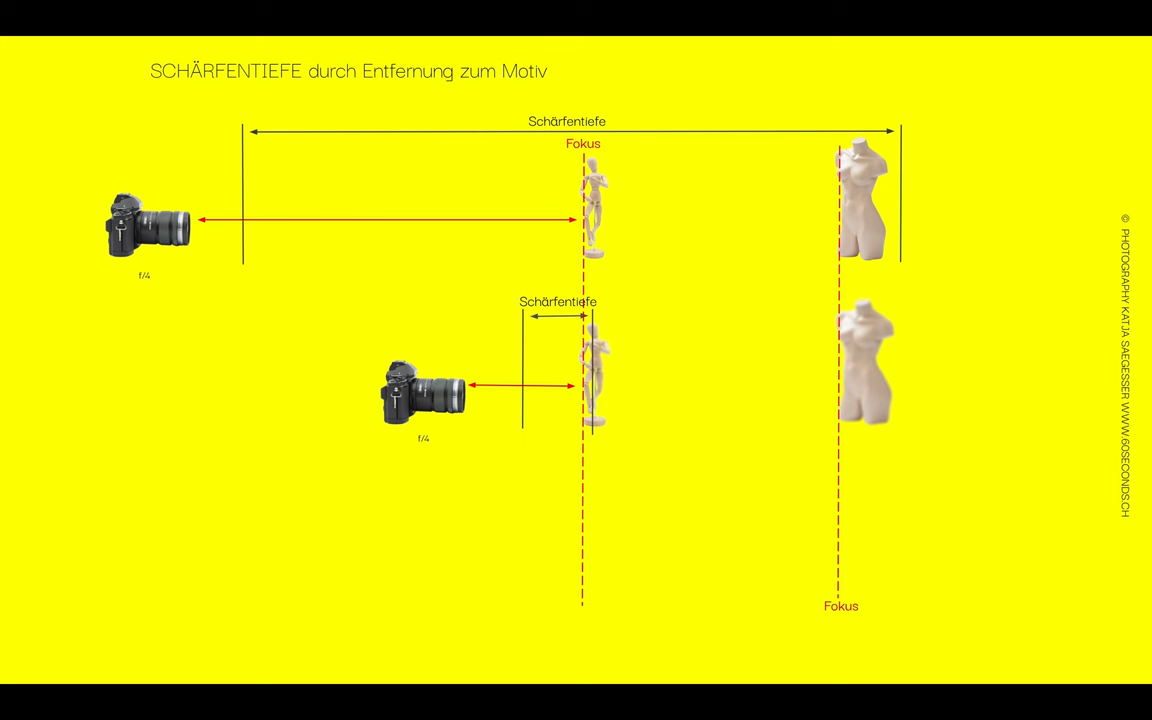 SCHÄRFENTIEFE durch Entfernung zum Motiv
Schärfentiefe
Fokus
f/4
Schärfentiefe
f/4
Fokus
© PHOTOGRAPHY KATJA SAEGESSER WWW.60SECONDS.CH